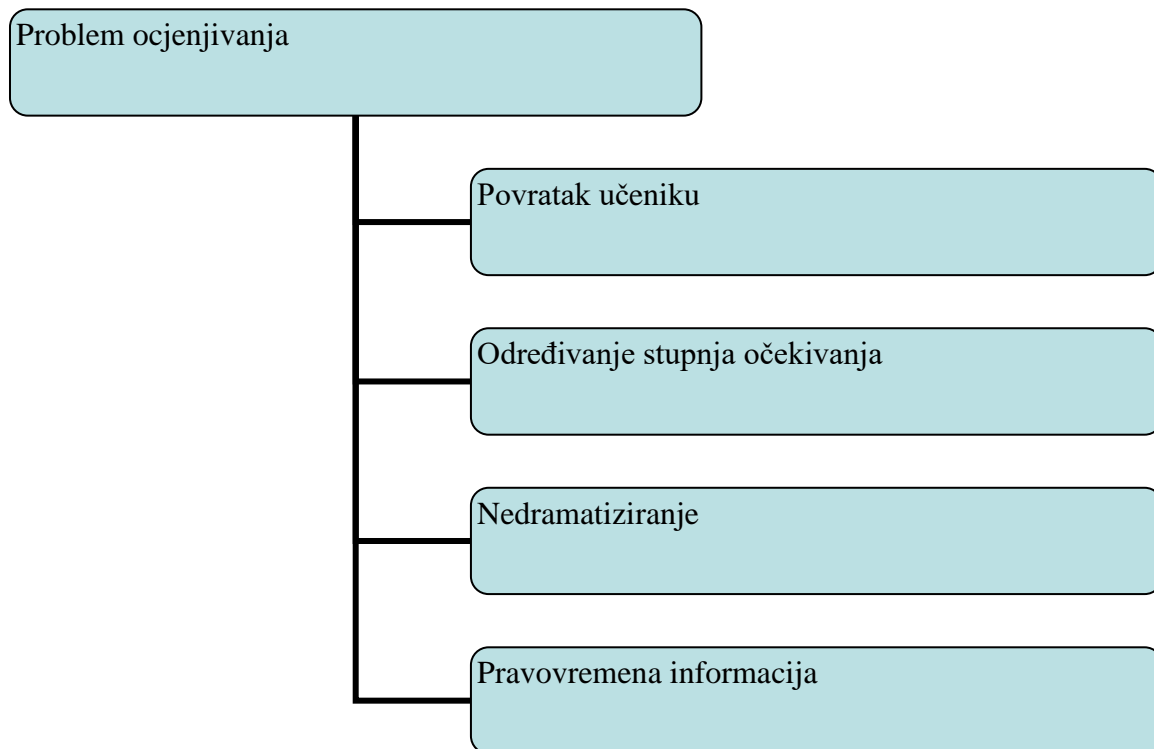 Problem ocjenjivanja
Povratak učeniku
Određivanje stupnja očekivanja
Nedramatiziranje
Pravovremena informacija